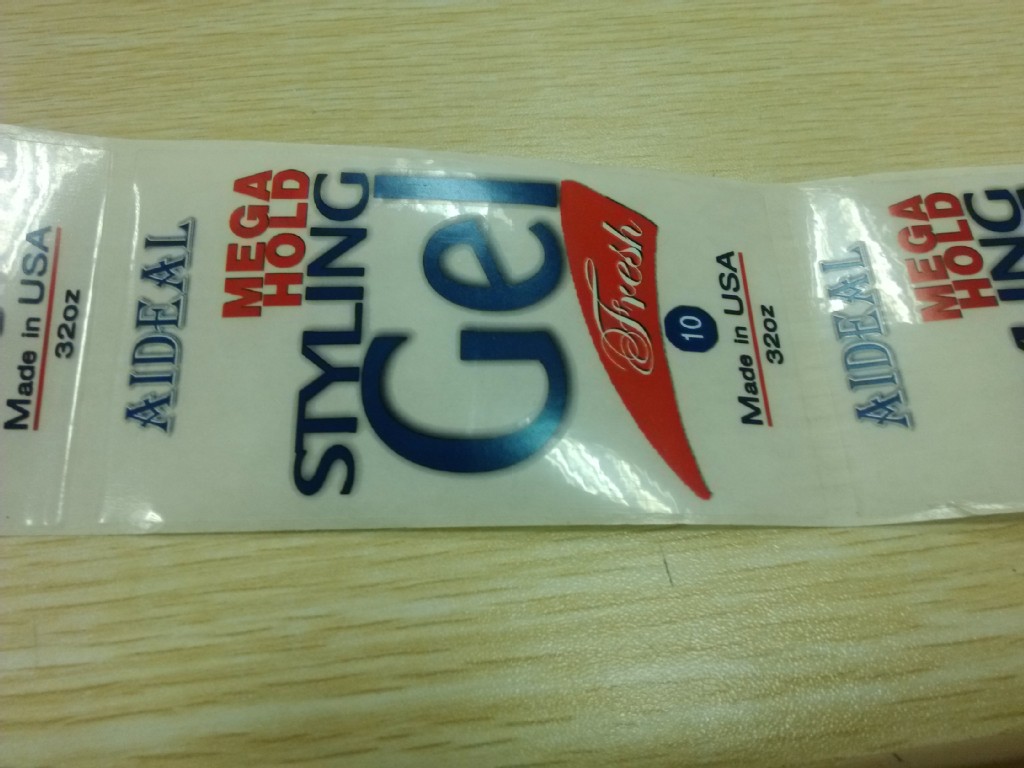 Made in USA
32oz
AIDEAL
MEGA
HOLD
STYLING
Gel
Fresh
10
Made in USA
32oz
AIDEAL
MEGA
HOLD